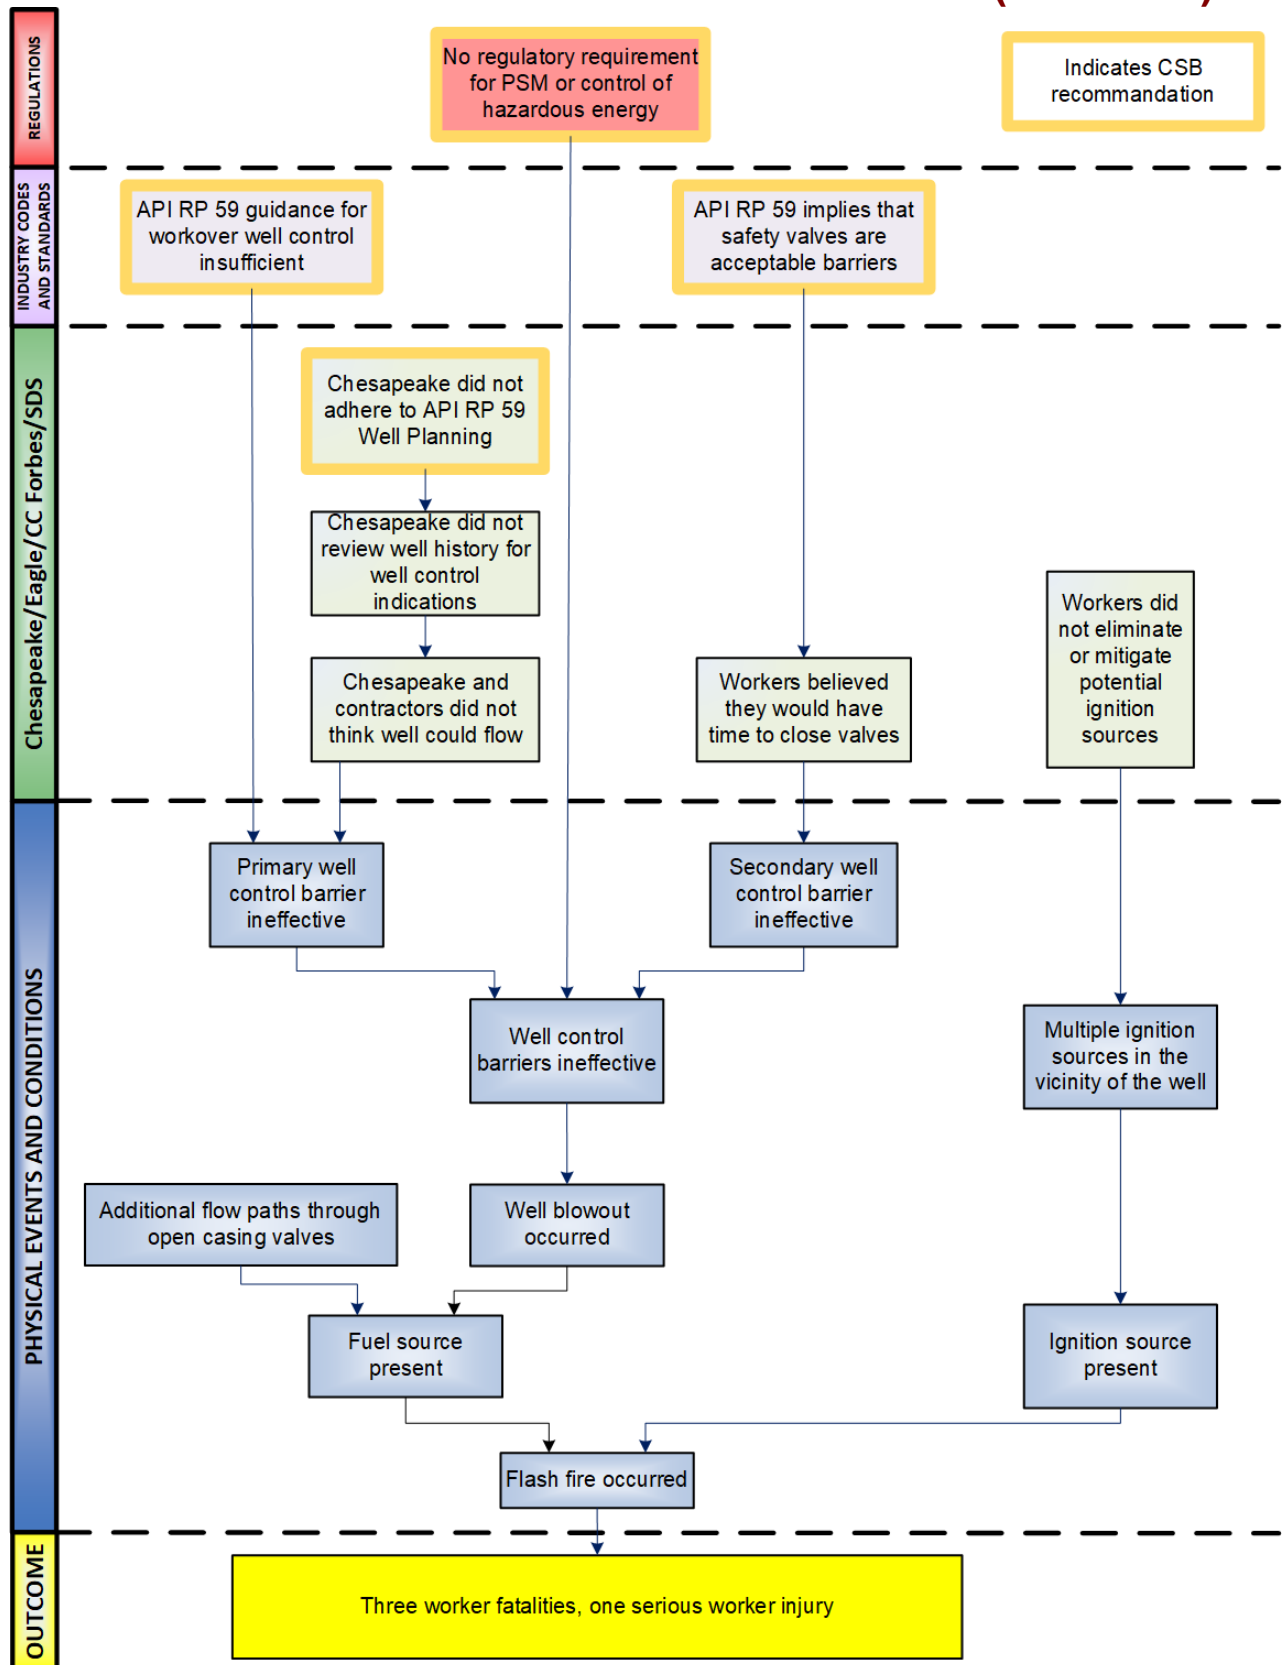 REGULATIONS
No regulatory requirement
for PSM or control of
hazardous energy
Indicates CSB
recommandation
INDUSTRY CODES
AND STANDARDS
API RP 59 guidance for
workover well control
insufficient
API RP 59 implies that
safety valves are
acceptable barriers
Chesapeake/Eagle/CC Forbes/SDS
Chesapeake did not
adhere to API RP 59
Well Planning
Chesapeake did not
review well history for
well control
indications
Chesapeake and
contractors did not
think well could flow
Workers believed
they would have
time to close valves
Workers did
not eliminate
or mitigate
potential
ignition
sources
PHYSICAL EVENTS AND CONDITIONS
Primary well
control barrier
ineffective
Secondary well
control barrier
ineffective
Well control
barriers ineffective
Multiple ignition
sources in the
vicinity of the well
Additional flow paths through
open casing valves
Well blowout
occurred
Fuel source
present
Ignition source
present
Flash fire occurred
OUTCOME
Three worker fatalities, one serious worker injury